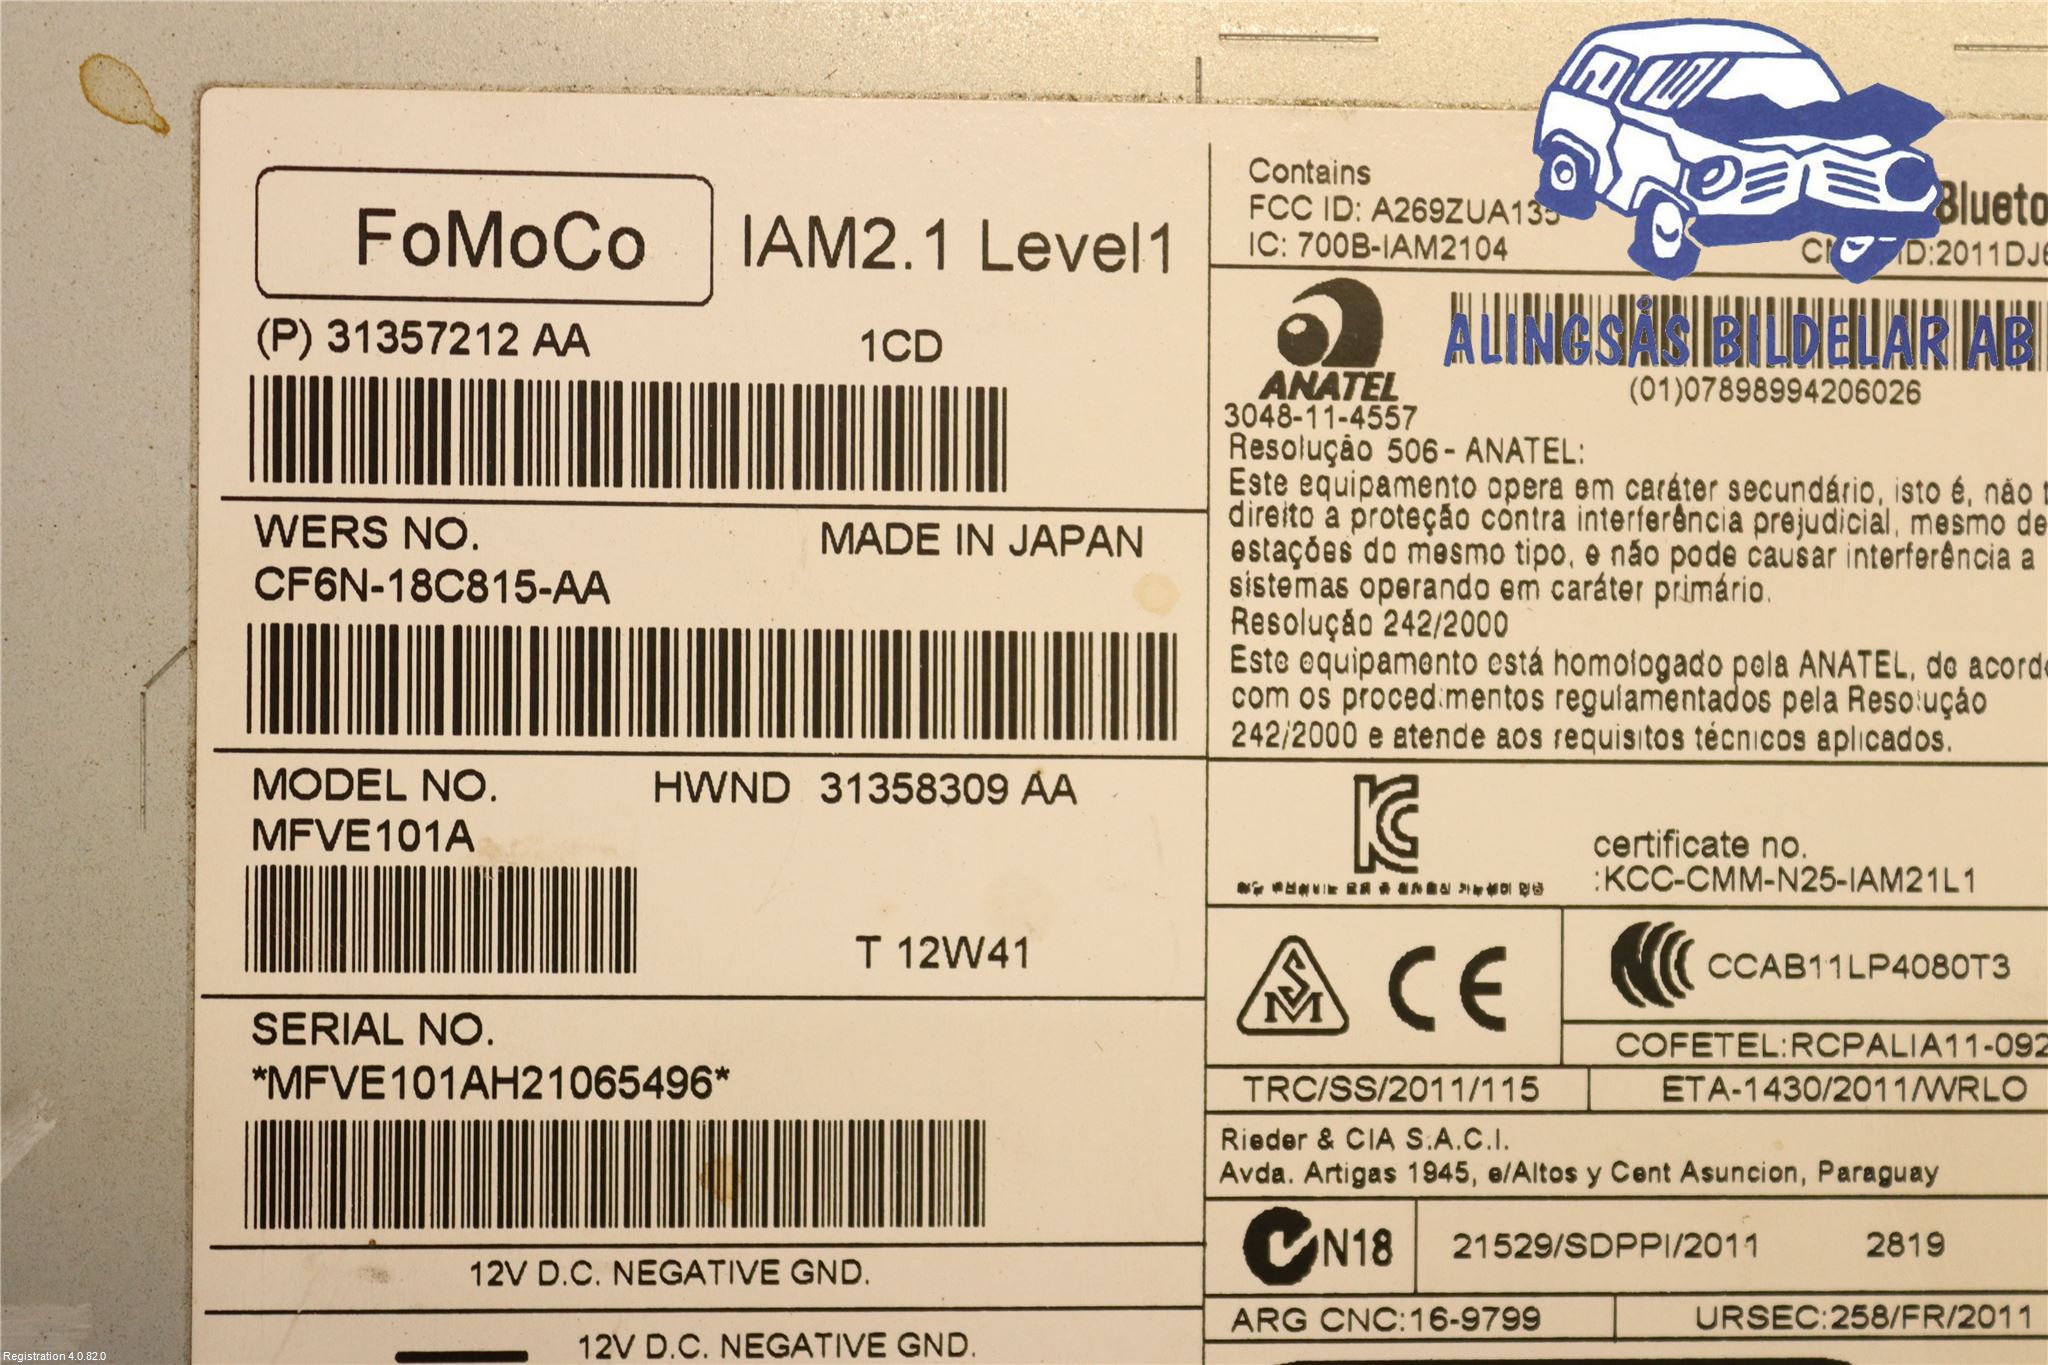 FoMoCo
IAM2.1 Level1
(P) 31357212 AA
1CD
WERS NO.
MADE IN JAPAN
CF6N-18C815-AA
MODEL NO.
HWND 31358309 AA
MFVE101A
T 12W41
SERIAL NO.
*MFVE101AH21065496*
12V D.C. NEGATIVE GND.
12V D.C. NEGATIVE GND.
Contains
FCC ID: A269ZUA135
IC: 700B-IAM2104
ALINGSÅS BILDELAR AB
ANATEL
(01)07898994206026
3048-11-4557
Resolução 506 - ANATEL:
Este equipamento opera em caráter secundário, isto é, não
direito a proteção contra interferência prejudicial, mesmo de
estações do mesmo tipo, e não pode causar interferência a
sistemas operando em caráter primário.
Resolução 242/2000
Este equipamento está homologado pela ANATEL, de acord
com os procedimentos regulamentados pela Resolução
242/2000 e atende aos requisitos técnicos aplicados.
certificate no.
:KCC-CMM-N25-IAM21L1
CE
CCAB11LP4080T3
COFETEL:RCPALIA11-092
TRC/SS/2011/115
ETA-1430/2011/WRLO
Rieder & CIA S.A.C.I.
Avda. Artigas 1945, e/Altos y Cent Asuncion, Paraguay
N18
21529/SDPPI/2011
2819
ARG CNC:16-9799
URSEC:258/FR/2011
Registration 4.0.82.0